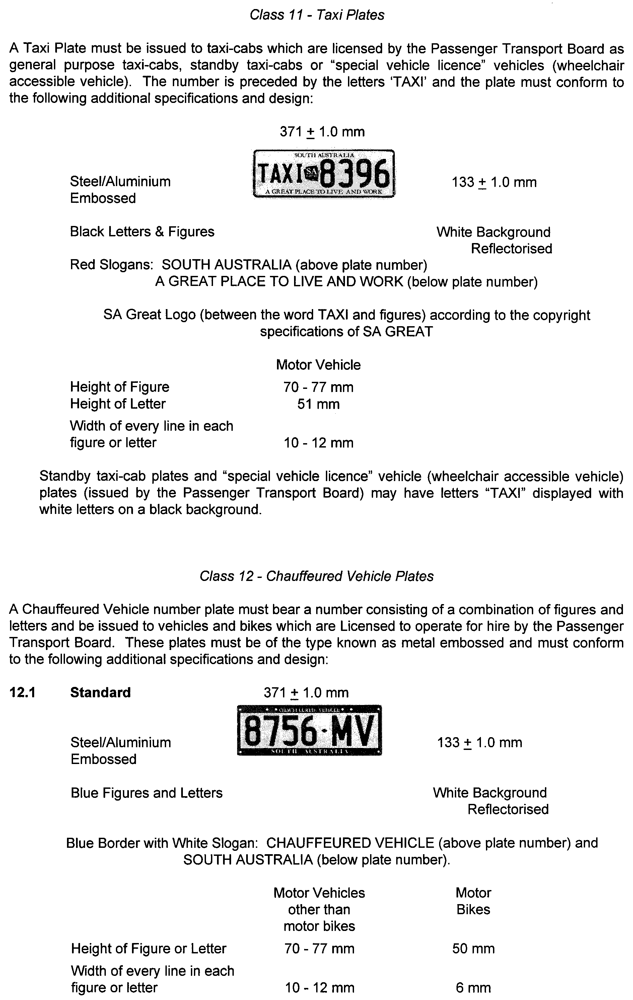 Class 11 - Taxi Plates
A Taxi Plate must be issued to taxi-cabs which are licensed by the Passenger Transport Board as
general purpose taxi-cabs, standby taxi-cabs or “special vehicle licence” vehicles (wheelchair
accessible vehicle). The number is preceded by the letters ‘TAXI’ and the plate must conform to
the following additional specifications and design:
371 ± 1.0 mm
SOUTH AUSTRALIA
TAXI SA 8396
A GREAT PLACE TO LIVE AND WORK
Steel/Aluminium 133 ± 1.0 mm
Embossed
Black Letters & Figures White Background
Reflectorised
Red Slogans: SOUTH AUSTRALIA (above plate number)
A GREAT PLACE TO LIVE AND WORK (below plate number)
SA Great Logo (between the word TAXI and figures) according to the copyright
specifications of SA GREAT
Motor Vehicle
Height of Figure 70 - 77 mm
Height of Letter 51 mm
Width of every line in each
figure or letter 10 - 12 mm
Standby taxi-cab plates and “special vehicle licence” vehicle (wheelchair accessible vehicle)
plates (issued by the Passenger Transport Board) may have letters “TAXI” displayed with
white letters on a black background.
Class 12 - Chauffeured Vehicle Plates
A Chauffeured Vehicle number plate must bear a number consisting of a combination of figures and
letters and be issued to vehicles and bikes which are Licensed to operate for hire by the Passenger
Transport Board. These plates must be of the type known as metal embossed and must conform
to the following additional specifications and design:
12.1 Standard 371 ± 1.0 mm
CHAUFFEURED VEHICLE
8756·MV
SOUTH AUSTRALIA
Steel/Aluminium 133 ± 1.0 mm
Embossed
Blue Figures and Letters White Background
Reflectorised
Blue Border with White Slogan: CHAUFFEURED VEHICLE (above plate number) and
SOUTH AUSTRALIA (below plate number).
Motor Vehicles Motor
other than Bikes
motor bikes
Height of Figure or Letter 70 - 77 mm 50 mm
Width of every line in each
figure or letter 10 - 12 mm 6 mm